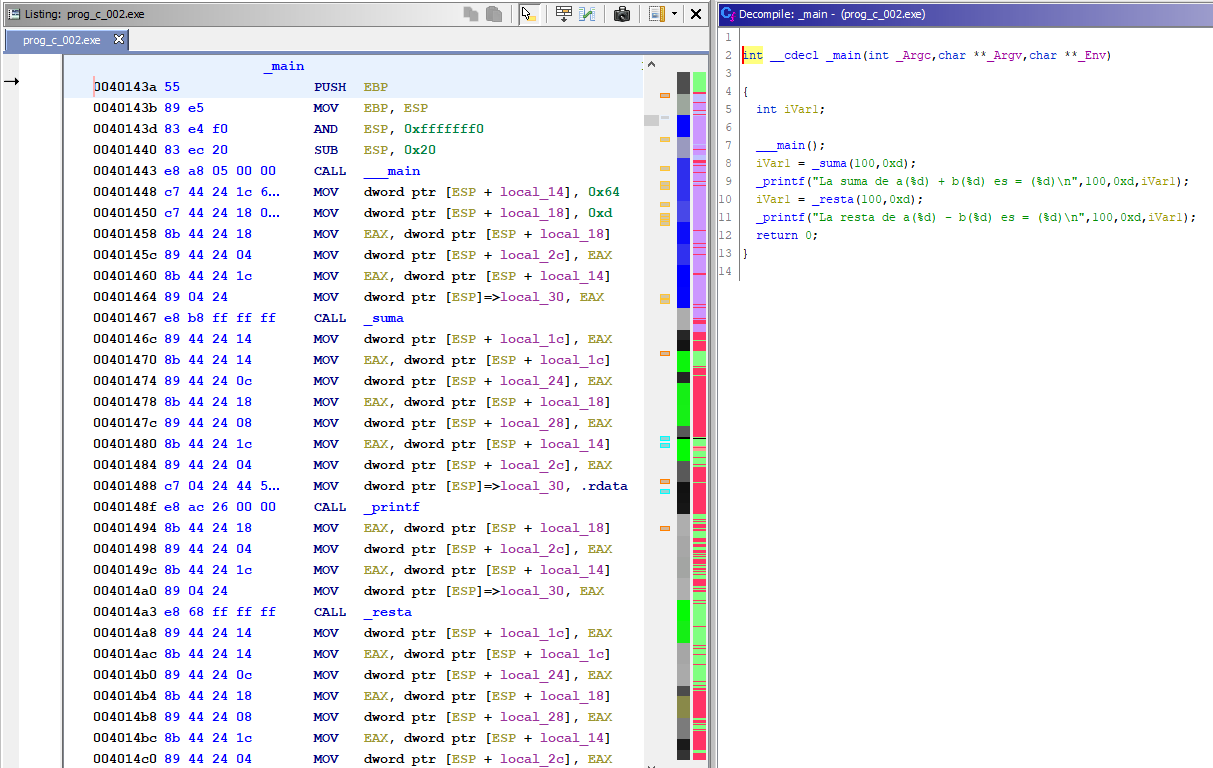 Listing: prog_c_002.exe
prog_c_002.exe
_main
0040143a 55 PUSH EBP
0040143b 89 e5 MOV EBP, ESP
0040143d 83 e4 f0 AND ESP, 0xfffffff0
00401440 83 ec 20 SUB ESP, 0x20
00401443 e8 a8 05 00 00 CALL ___main
00401448 c7 44 24 1c 6... MOV dword ptr [ESP + local_14], 0x64
00401450 c7 44 24 18 0... MOV dword ptr [ESP + local_18], 0xd
00401458 8b 44 24 18 MOV EAX, dword ptr [ESP + local_18]
0040145c 89 44 24 04 MOV dword ptr [ESP + local_2c], EAX
00401460 8b 44 24 1c MOV EAX, dword ptr [ESP + local_14]
00401464 89 04 24 MOV dword ptr [ESP]=>local_30, EAX
00401467 e8 b8 ff ff ff CALL _suma
0040146c 89 44 24 14 MOV dword ptr [ESP + local_1c], EAX
00401470 8b 44 24 14 MOV EAX, dword ptr [ESP + local_1c]
00401474 89 44 24 0c MOV dword ptr [ESP + local_24], EAX
00401478 8b 44 24 18 MOV EAX, dword ptr [ESP + local_18]
0040147c 89 44 24 08 MOV dword ptr [ESP + local_28], EAX
00401480 8b 44 24 1c MOV EAX, dword ptr [ESP + local_14]
00401484 89 44 24 04 MOV dword ptr [ESP + local_2c], EAX
00401488 c7 04 24 44 5... MOV dword ptr [ESP]=>local_30, .rdata
0040148f e8 ac 26 00 00 CALL _printf
00401494 8b 44 24 18 MOV EAX, dword ptr [ESP + local_18]
00401498 89 44 24 04 MOV dword ptr [ESP + local_2c], EAX
0040149c 8b 44 24 1c MOV EAX, dword ptr [ESP + local_14]
004014a0 89 04 24 MOV dword ptr [ESP]=>local_30, EAX
004014a3 e8 68 ff ff ff CALL _resta
004014a8 89 44 24 14 MOV dword ptr [ESP + local_1c], EAX
004014ac 8b 44 24 14 MOV EAX, dword ptr [ESP + local_1c]
004014b0 89 44 24 0c MOV dword ptr [ESP + local_24], EAX
004014b4 8b 44 24 18 MOV EAX, dword ptr [ESP + local_18]
004014b8 89 44 24 08 MOV dword ptr [ESP + local_28], EAX
004014bc 8b 44 24 1c MOV EAX, dword ptr [ESP + local_14]
004014c0 89 44 24 04 MOV dword ptr [ESP + local_2c], EAX
Decompile: _main - (prog_c_002.exe)
1
2 int __cdecl _main(int _Argc,char **_Argv,char **_Env)
3
4 {
5 int iVar1;
6
7 ___main();
8 iVar1 = _suma(100,0xd);
9 _printf("La suma de a(%d) + b(%d) es = (%d)\n",100,0xd,iVar1);
10 iVar1 = _resta(100,0xd);
11 _printf("La resta de a(%d) - b(%d) es = (%d)\n",100,0xd,iVar1);
12 return 0;
13 }
14